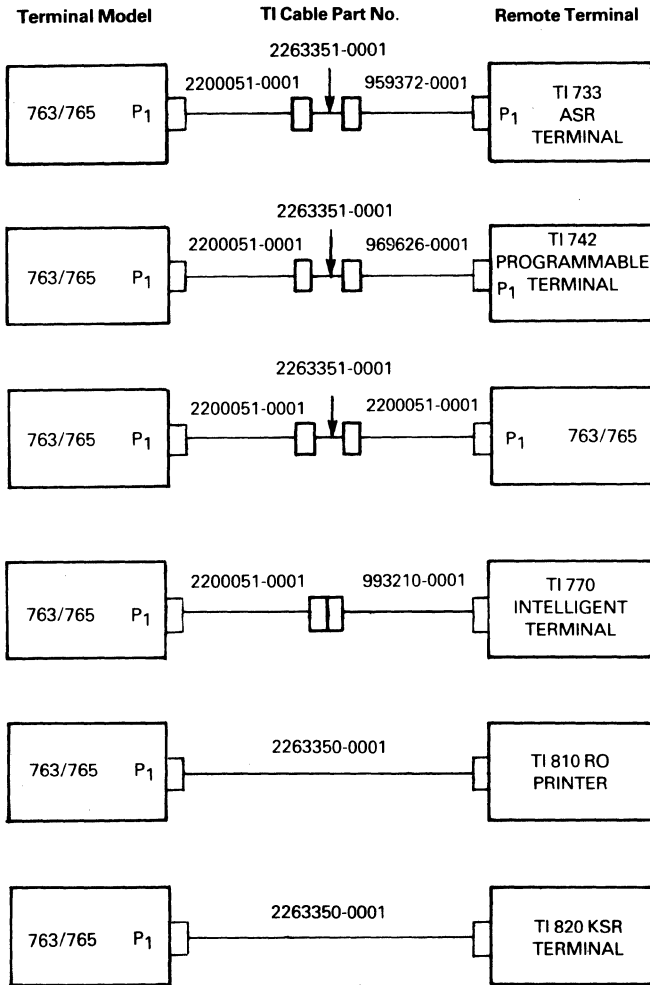 Terminal Model TI Cable Part No. Remote Terminal
2263351-0001
2200051-0001 959372-0001
763/765 P1 P1 TI 733
ASR
TERMINAL
2263351-0001
2200051-0001 969626-0001
763/765 P1 TI 742
PROGRAMMABLE
P1 TERMINAL
2263351-0001
2200051-0001 2200051-0001
763/765 P1 P1 763/765
2200051-0001 993210-0001
763/765 P1 TI 770
INTELLIGENT
TERMINAL
2263350-0001
763/765 P1 TI 810 RO
PRINTER
2263350-0001
763/765 P1 TI 820 KSR
TERMINAL